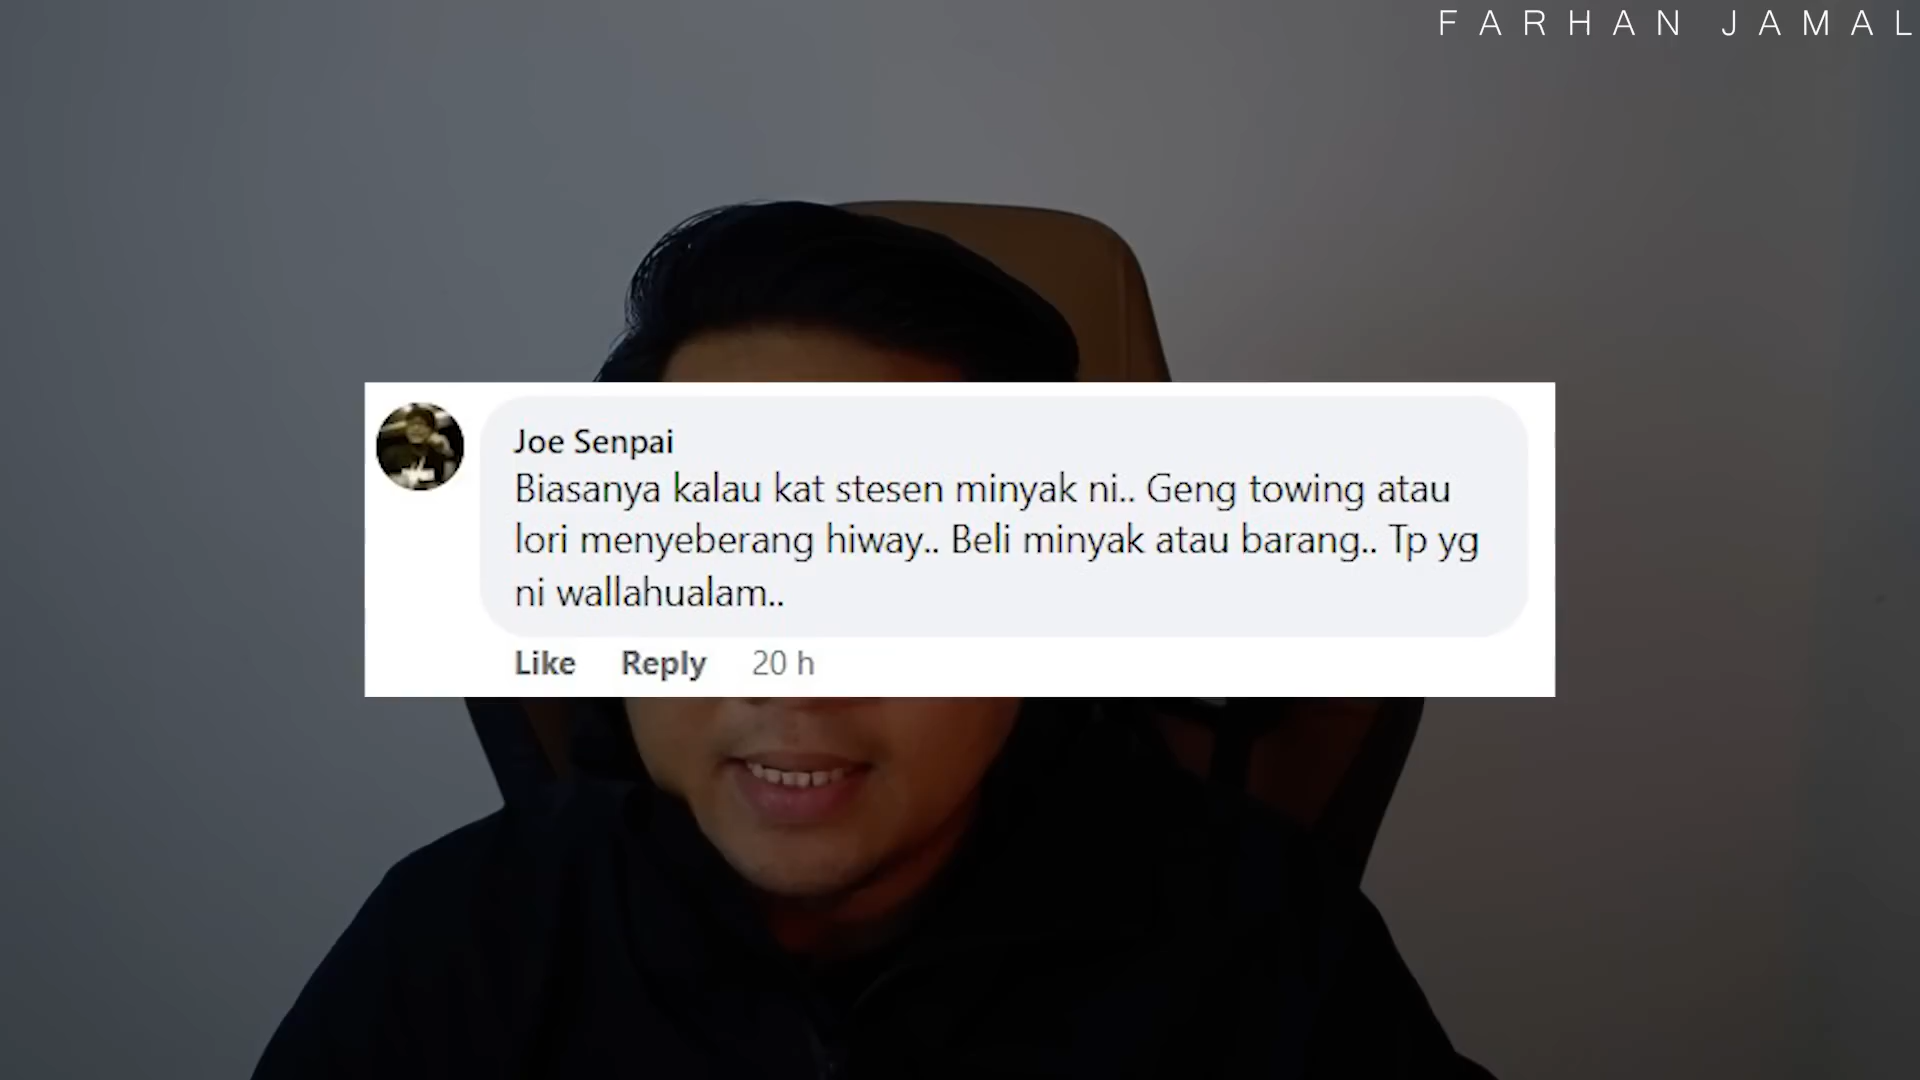 FARHAN JAMAL
Joe Senpai
Biasanya kalau kat stesen minyak ni.. Geng towing atau
lori menyeberang hiway.. Beli minyak atau barang.. Tp yg
ni wallahualam..
Like Reply 20 h